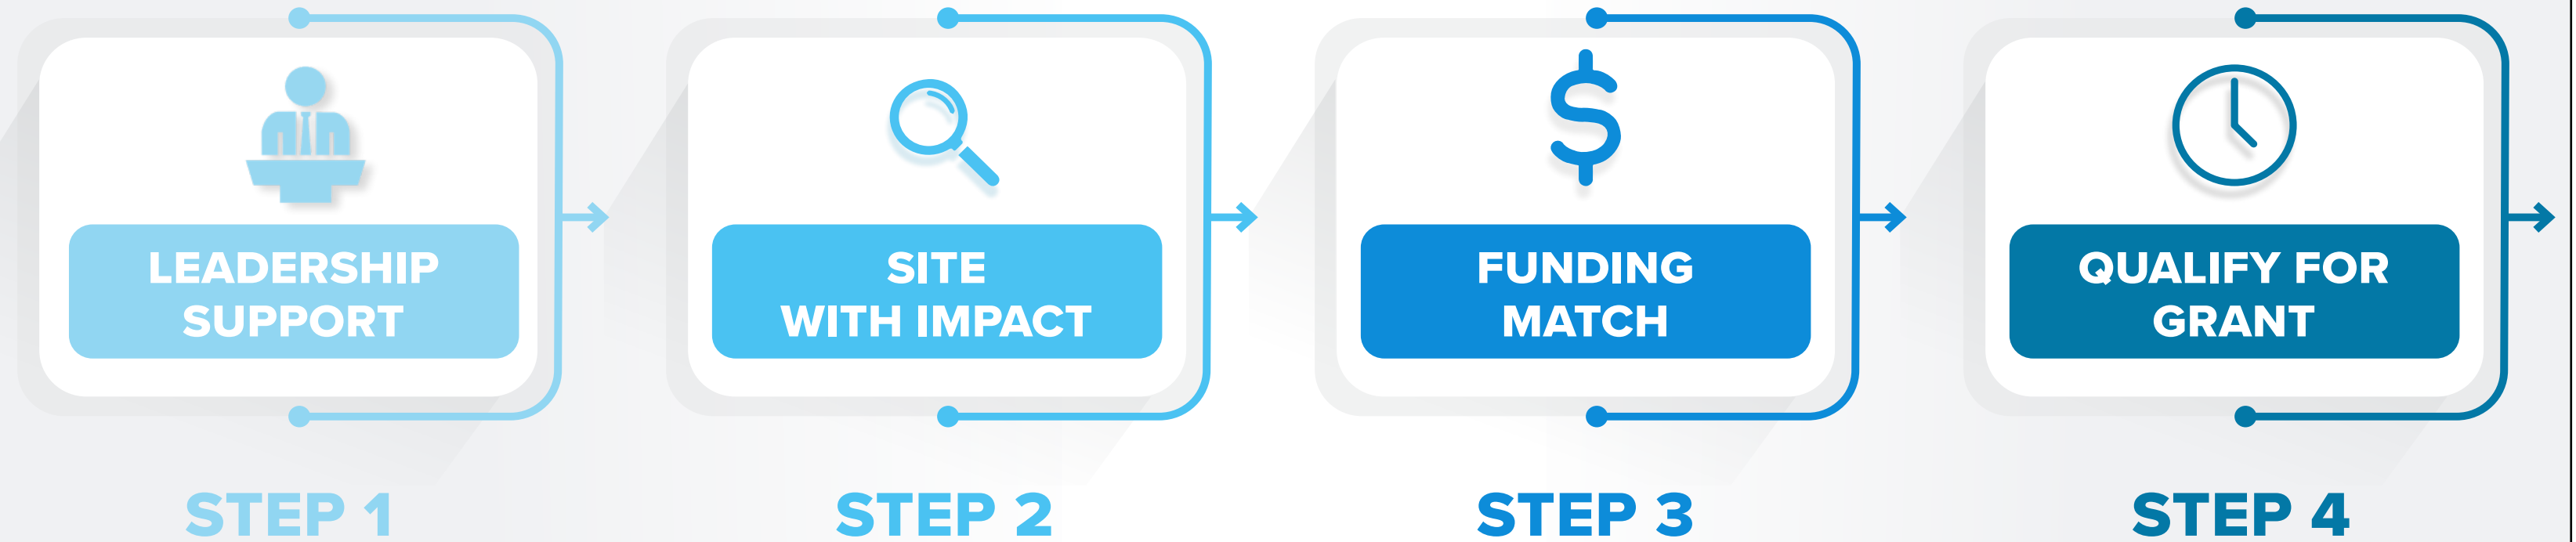 LEADERSHIP
SUPPORT
STEP 1
SITE
WITH IMPACT
STEP 2
FUNDING
MATCH
STEP 3
QUALIFY FOR
GRANT
STEP 4